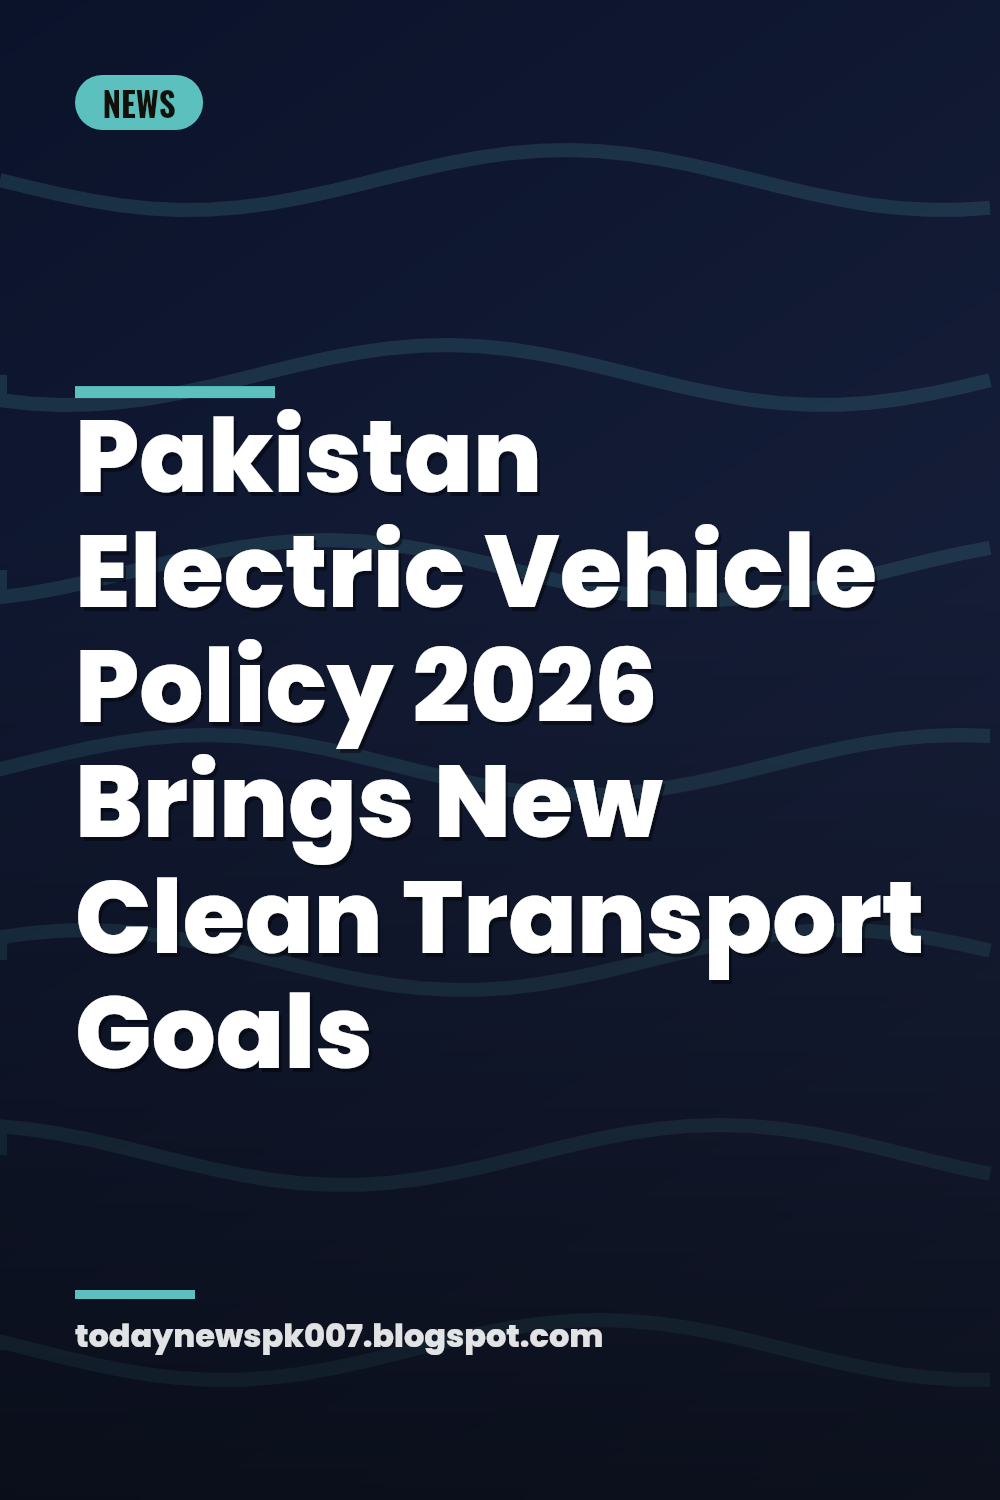 NEWS
Pakistan
Electric Vehicle
Policy 2026
Brings New
Clean Transport
Goals
todaynewspk007.blogspot.com